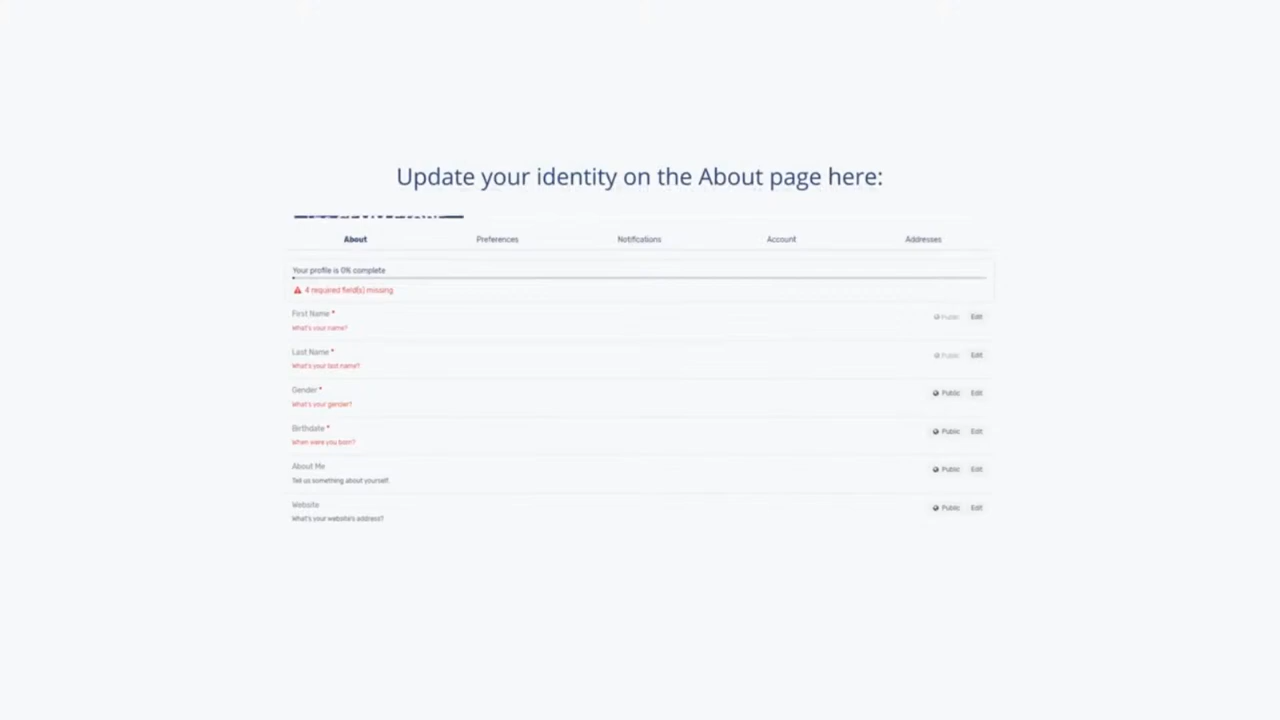 Update your identity on the About page here:
About Preferences Notifications Account Addresses
Your profile is 0% complete
4 required field(s) missing
First Name *
Public Edit
What's your name?
Last Name *
Public Edit
What's your last name?
Gender *
Public Edit
What's your gender?
Birthdate *
Public Edit
When were you born?
About Me
Public Edit
Tell us something about yourself.
Website
Public Edit
What's your website's address?